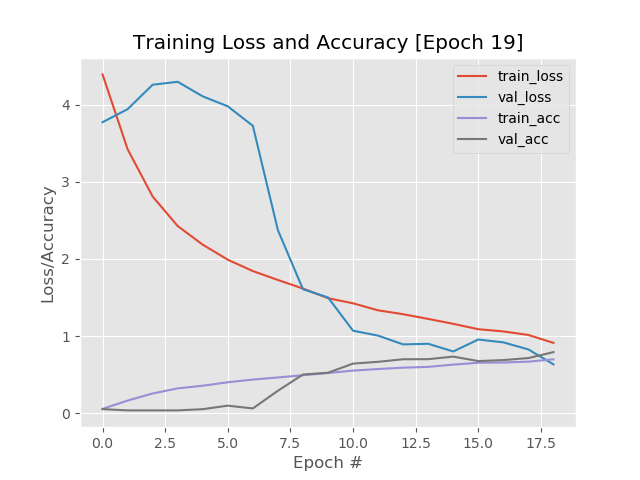 Training Loss and Accuracy [Epoch 19]
train_loss
val_loss
train_acc
val_acc
Loss/Accuracy
4
3
2
1
0
0.0 2.5 5.0 7.5 10.0 12.5 15.0 17.5
Epoch #